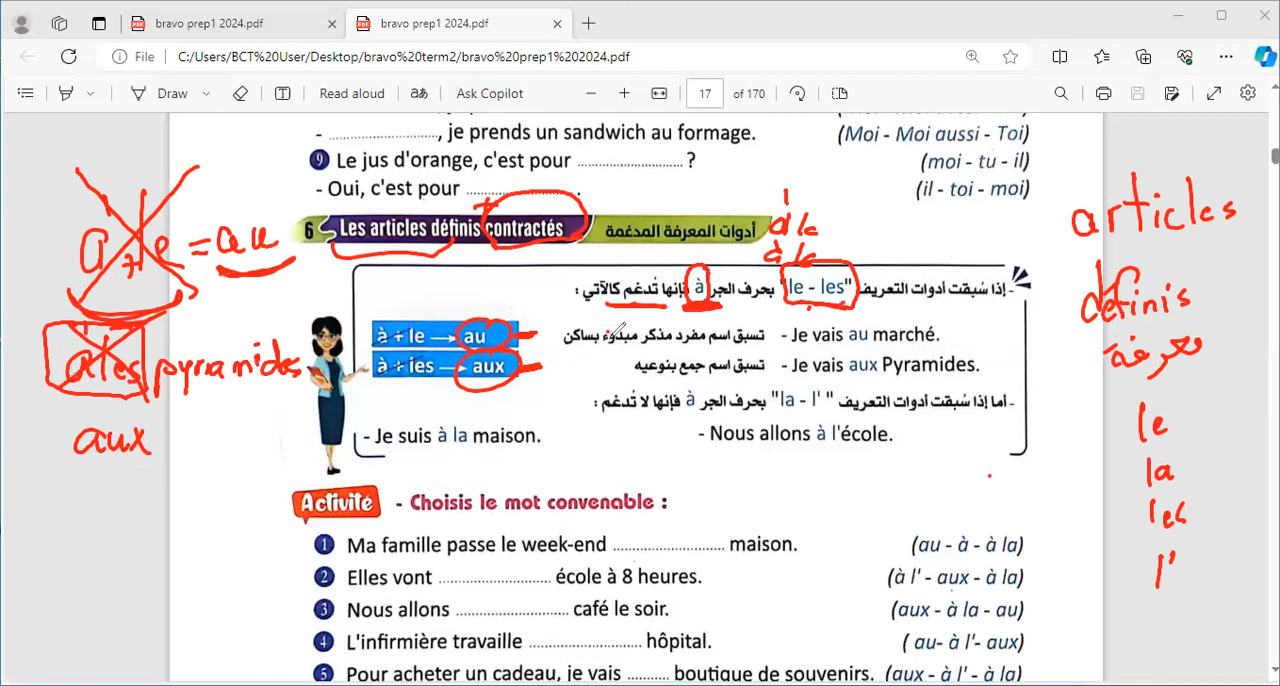 bravo prep1 2024.pdf
bravo prep1 2024.pdf
File
C:/Users/BCT%20User/Desktop/bravo%20term2/bravo%20prep1%202024.pdf
Draw
Read aloud
Ask Copilot
17 of 170
- ........................, je prends un sandwich au formage. (Moi - Moi aussi - Toi)
9 Le jus d'orange, c'est pour ........................ ? (moi - tu - il)
- Oui, c'est pour ........................ . (il - toi - moi)
6 Les articles définis contractés أدوات المعرفة المدغمة
à le
à le
a + le = au
a les pyramides
aux
articles
définis
معرفة
le
la
les
l'
- إذا سُبقت أدوات التعريف "le - les" بحرف الجر à فإنها تُدغم كالآتي :
à + le → au تسبق اسم مفرد مذكر مبدوء بساكن - Je vais au marché.
à + les → aux تسبق اسم جمع بنوعيه - Je vais aux Pyramides.
- أما إذا سُبقت أدوات التعريف "la - l'" بحرف الجر à فإنها لا تُدغم :
- Je suis à la maison. - Nous allons à l'école.
Activité - Choisis le mot convenable :
1 Ma famille passe le week-end ........................ maison. (au - à - à la)
2 Elles vont ........................ école à 8 heures. (à l' - aux - à la)
3 Nous allons ........................ café le soir. (aux - à la - au)
4 L'infirmière travaille ........................ hôpital. ( au- à l'- aux)
5 Pour acheter un cadeau, je vais .......... boutique de souvenirs. (aux - à l' - à la)